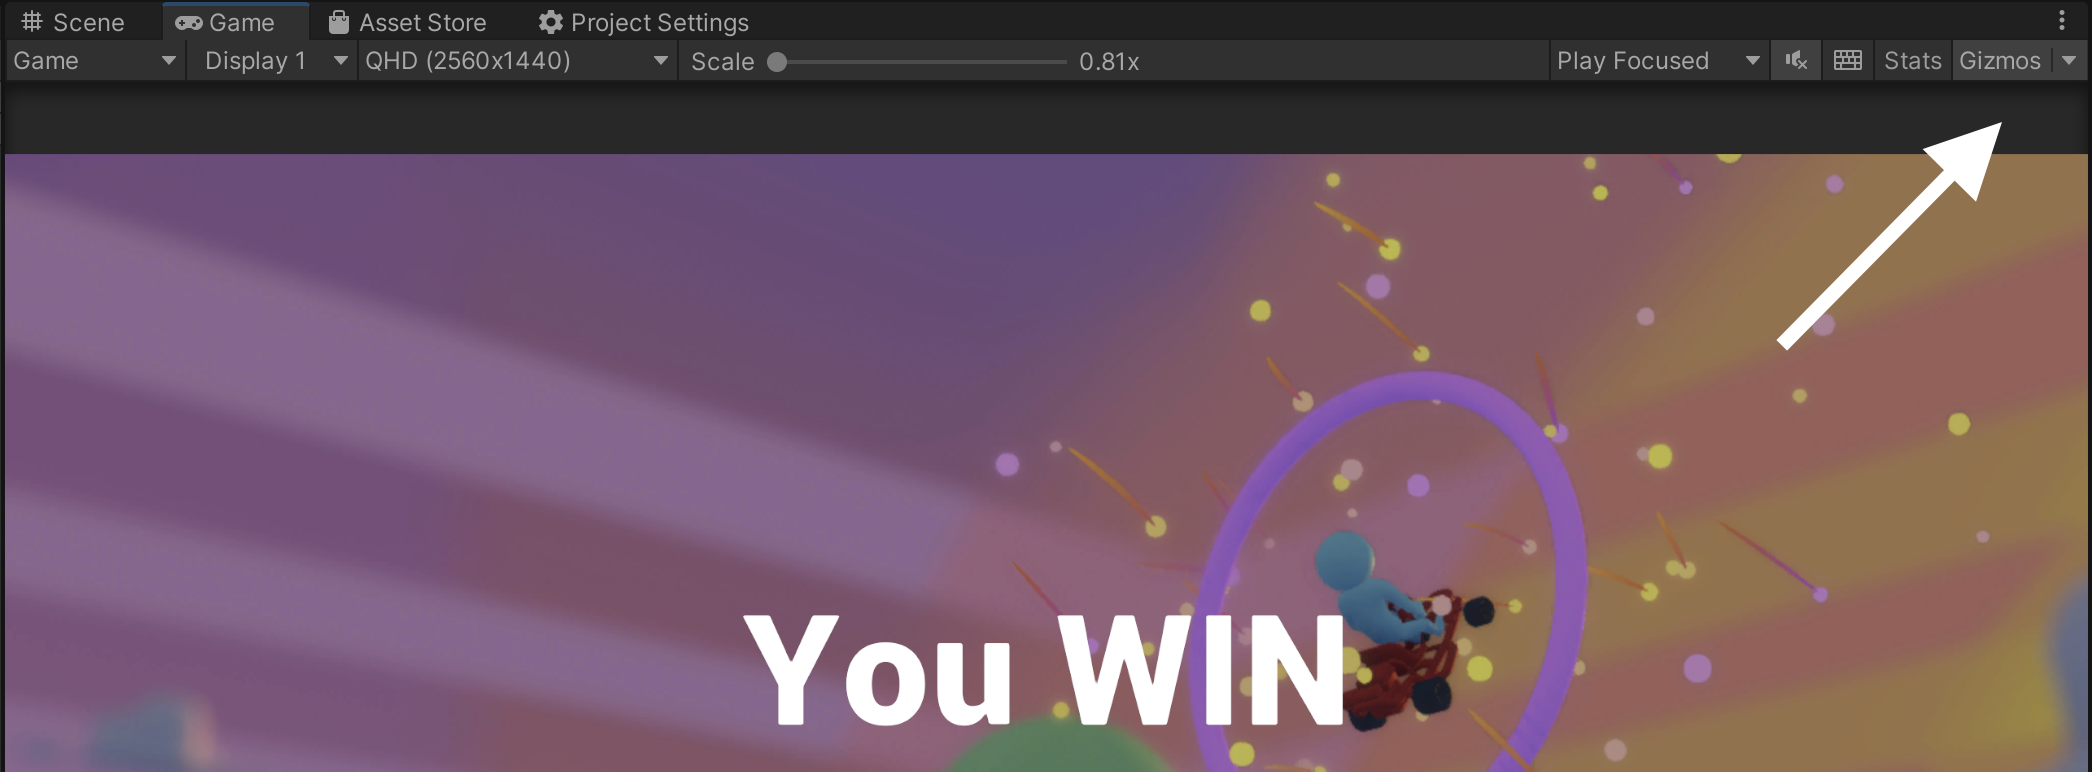 Scene Game Asset Store Project Settings
Game Display 1 QHD (2560x1440) Scale 0.81x Play Focused Stats Gizmos
You WIN